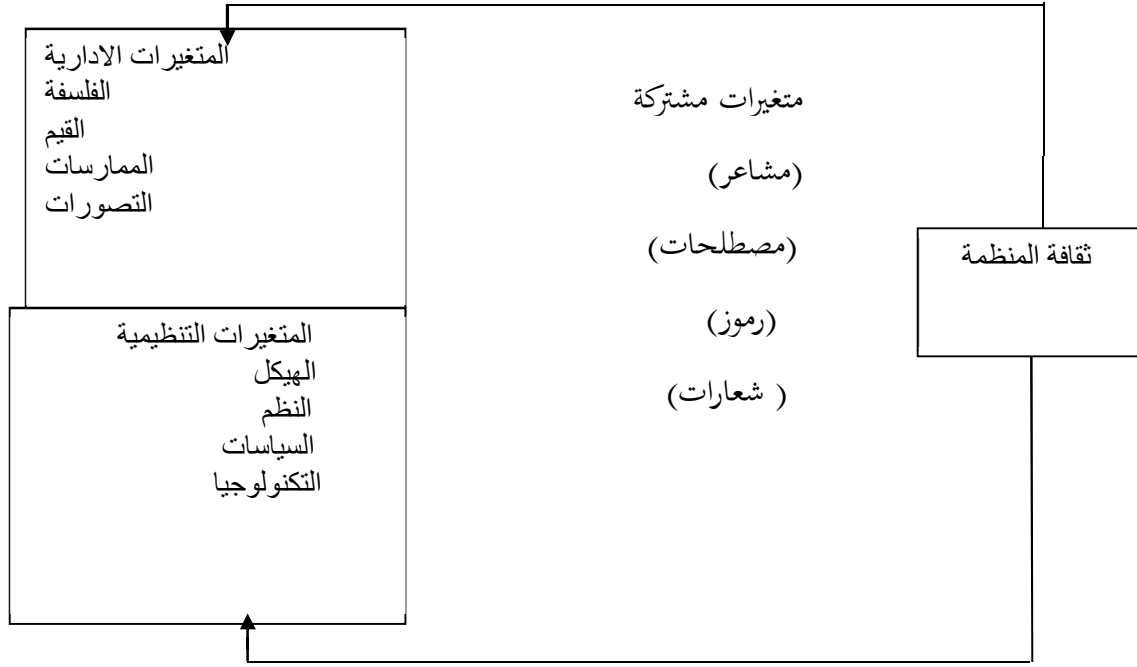 ثقافة المنظمة
متغيرات مشتركة
(مشاعر)
(مصطلحات)
(رموز)
( شعارات)
المتغيرات الادارية
الفلسفة
القيم
الممارسات
التصورات
المتغيرات التنظيمية
الهيكل
النظم
السياسات
التكنولوجيا